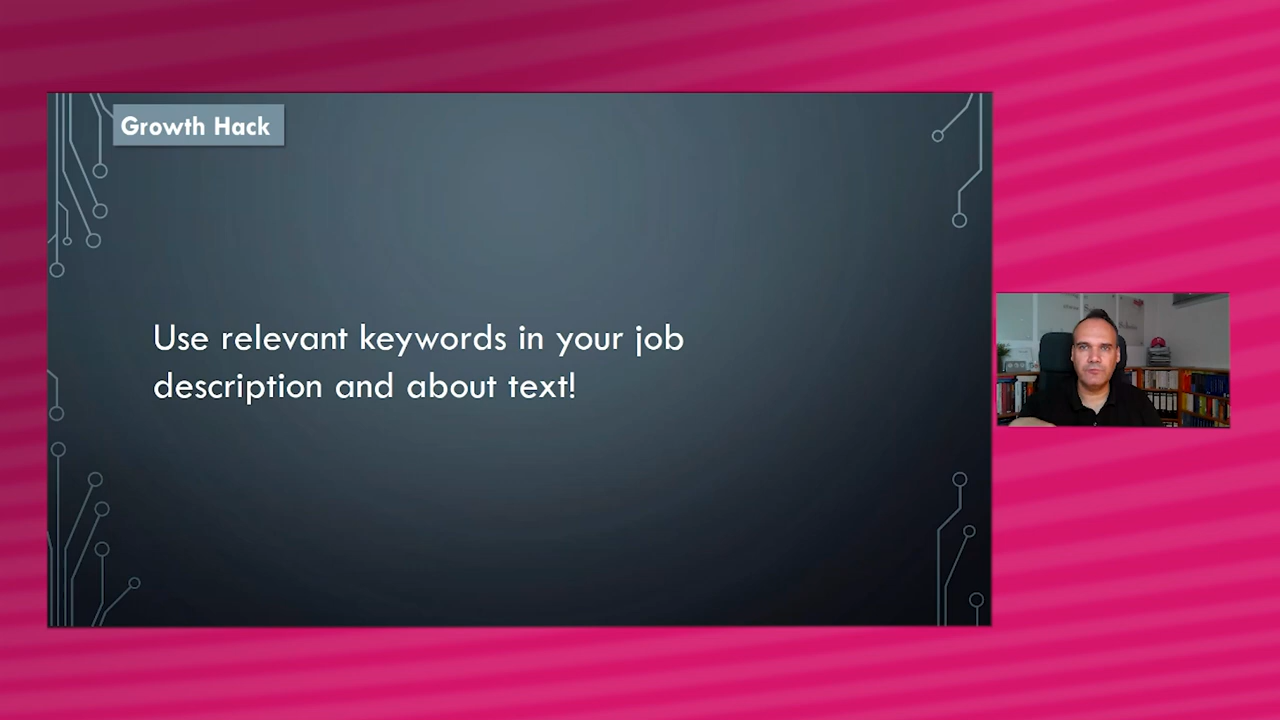 Growth Hack
Use relevant keywords in your job
description and about text!